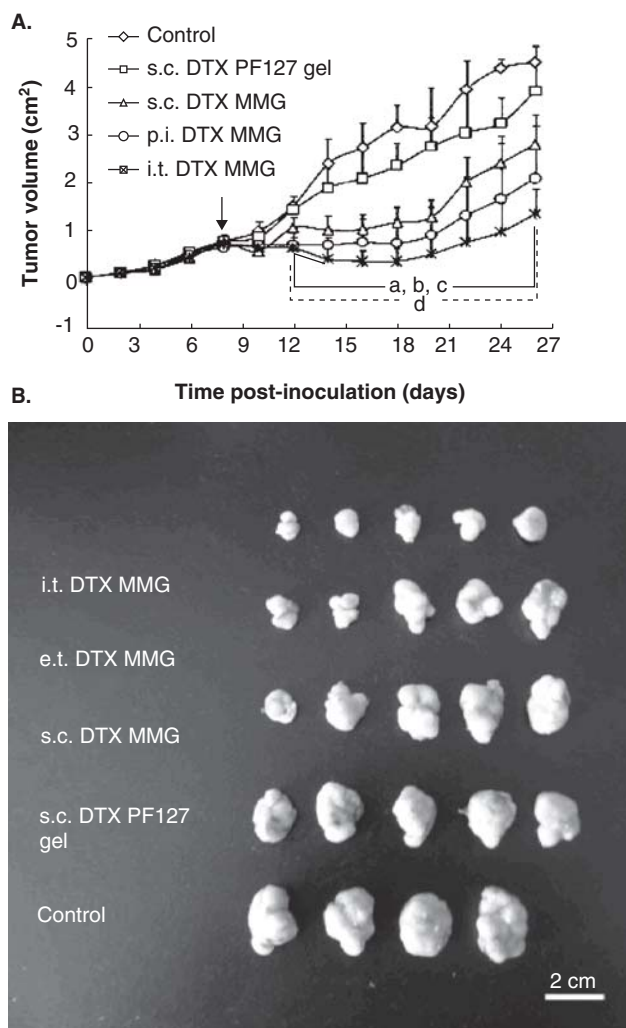 A.
Tumor volume (cm²)
5
4
3
2
1
0
-1
Control
s.c. DTX PF127 gel
s.c. DTX MMG
p.i. DTX MMG
i.t. DTX MMG
a, b, c
d
0 3 6 9 12 15 18 21 24 27
Time post-inoculation (days)
B.
i.t. DTX MMG
e.t. DTX MMG
s.c. DTX MMG
s.c. DTX PF127
gel
Control
2 cm